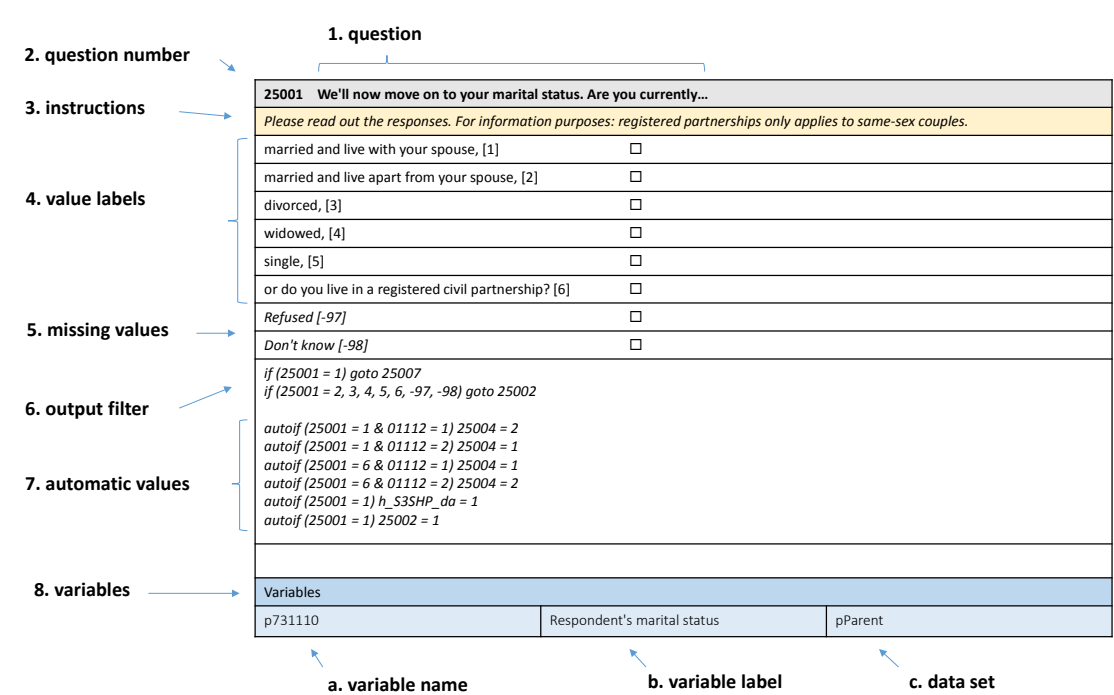 1. question
2. question number
25001 We'll now move on to your marital status. Are you currently…
3. instructions
Please read out the responses. For information purposes: registered partnerships only applies to same-sex couples.
married and live with your spouse, [1]
married and live apart from your spouse, [2]
4. value labels
divorced, [3]
widowed, [4]
single, [5]
or do you live in a registered civil partnership? [6]
5. missing values
Refused [-97]
Don't know [-98]
6. output filter
if (25001 = 1) goto 25007
if (25001 = 2, 3, 4, 5, 6, -97, -98) goto 25002
7. automatic values
autoif (25001 = 1 & 01112 = 1) 25004 = 2
autoif (25001 = 1 & 01112 = 2) 25004 = 1
autoif (25001 = 6 & 01112 = 1) 25004 = 1
autoif (25001 = 6 & 01112 = 2) 25004 = 2
autoif (25001 = 1) h_S3SHP_da = 1
autoif (25001 = 1) 25002 = 1
8. variables
Variables
p731110 Respondent's marital status pParent
a. variable name b. variable label c. data set